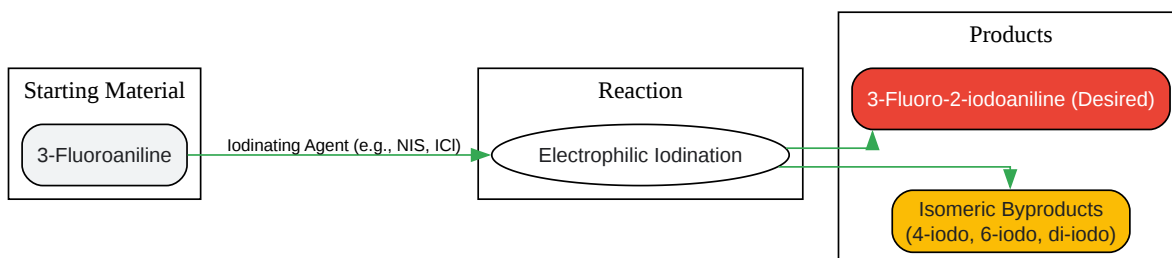 Starting Material
3-Fluoroaniline
Iodinating Agent (e.g., NIS, ICl)
Reaction
Electrophilic Iodination
Products
3-Fluoro-2-iodoaniline (Desired)
Isomeric Byproducts
(4-iodo, 6-iodo, di-iodo)